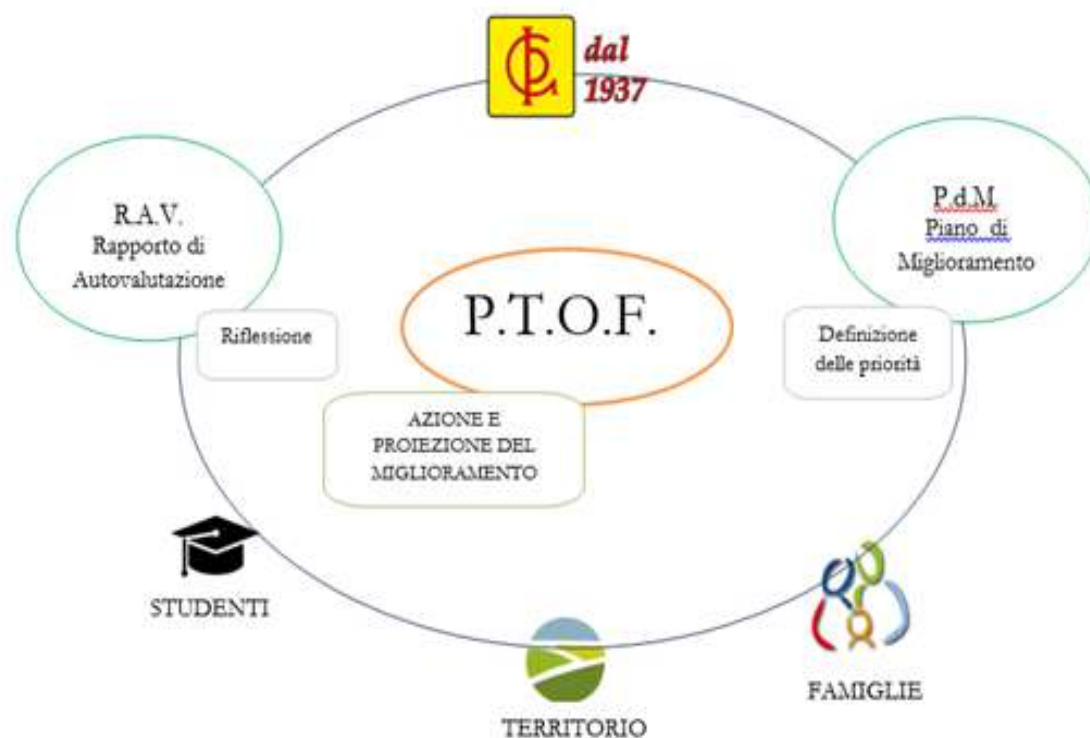 dal
1937
R.A.V.
Rapporto di
Autovalutazione
P.d.M.
Piano di
Miglioramento
P.T.O.F.
Riflessione
Definizione
delle priorità
AZIONE E
PROIEZIONE DEL
MIGLIORAMENTO
STUDENTI
FAMIGLIE
TERRITORIO